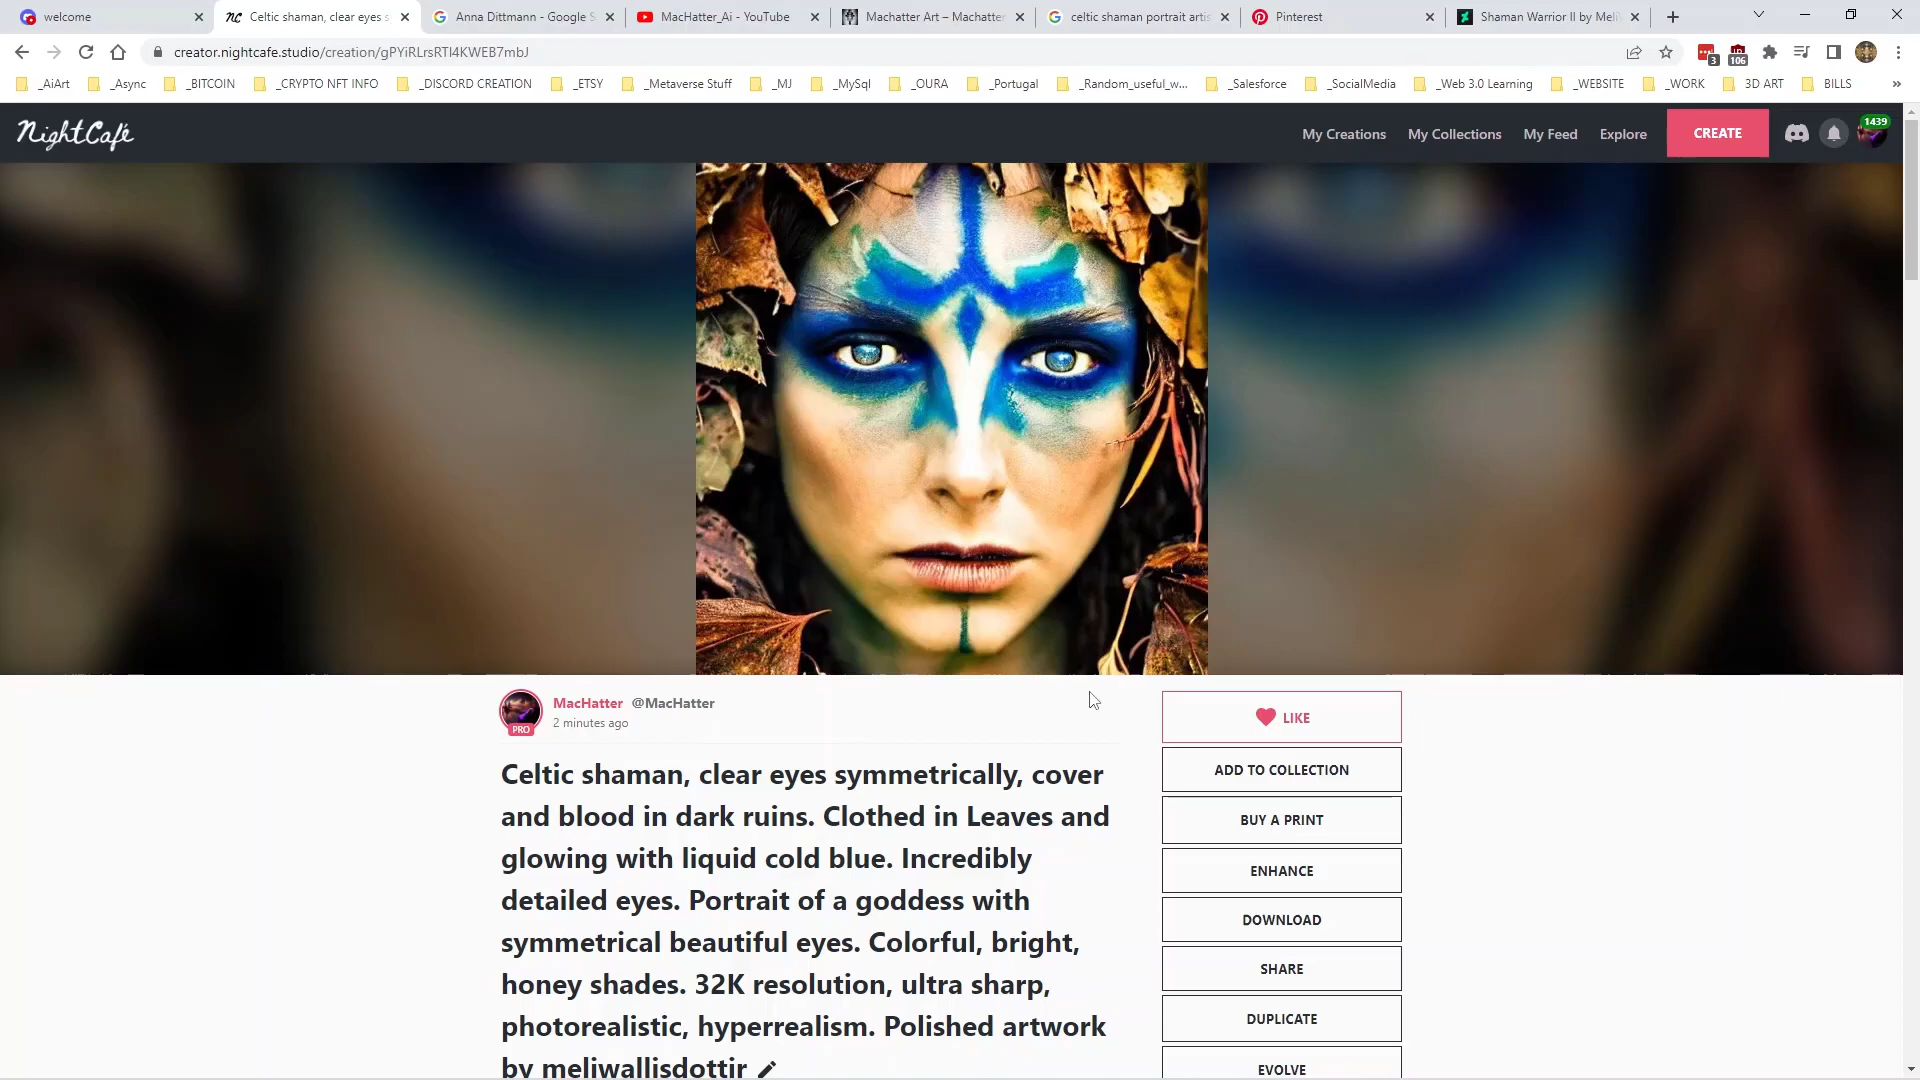 welcome
Celtic shaman, clear eyes s
Anna Dittmann - Google S
MacHatter_Ai - YouTube
Machatter Art – Machatter
celtic shaman portrait artis
Pinterest
Shaman Warrior II by Meli
creator.nightcafe.studio/creation/gPYiRLrsRTl4KWEB7mbJ
3
106
_AiArt
_Async
_BITCOIN
_CRYPTO NFT INFO
_DISCORD CREATION
_ETSY
_Metaverse Stuff
_MJ
_MySql
_OURA
_Portugal
_Random_useful_w...
_Salesforce
_SocialMedia
_Web 3.0 Learning
_WEBSITE
_WORK
3D ART
BILLS
»
NightCafé
My Creations
My Collections
My Feed
Explore
CREATE
1439
MacHatter @MacHatter
PRO
2 minutes ago
Celtic shaman, clear eyes symmetrically, cover
and blood in dark ruins. Clothed in Leaves and
glowing with liquid cold blue. Incredibly
detailed eyes. Portrait of a goddess with
symmetrical beautiful eyes. Colorful, bright,
honey shades. 32K resolution, ultra sharp,
photorealistic, hyperrealism. Polished artwork
by meliwallisdottir
LIKE
ADD TO COLLECTION
BUY A PRINT
ENHANCE
DOWNLOAD
SHARE
DUPLICATE
EVOLVE